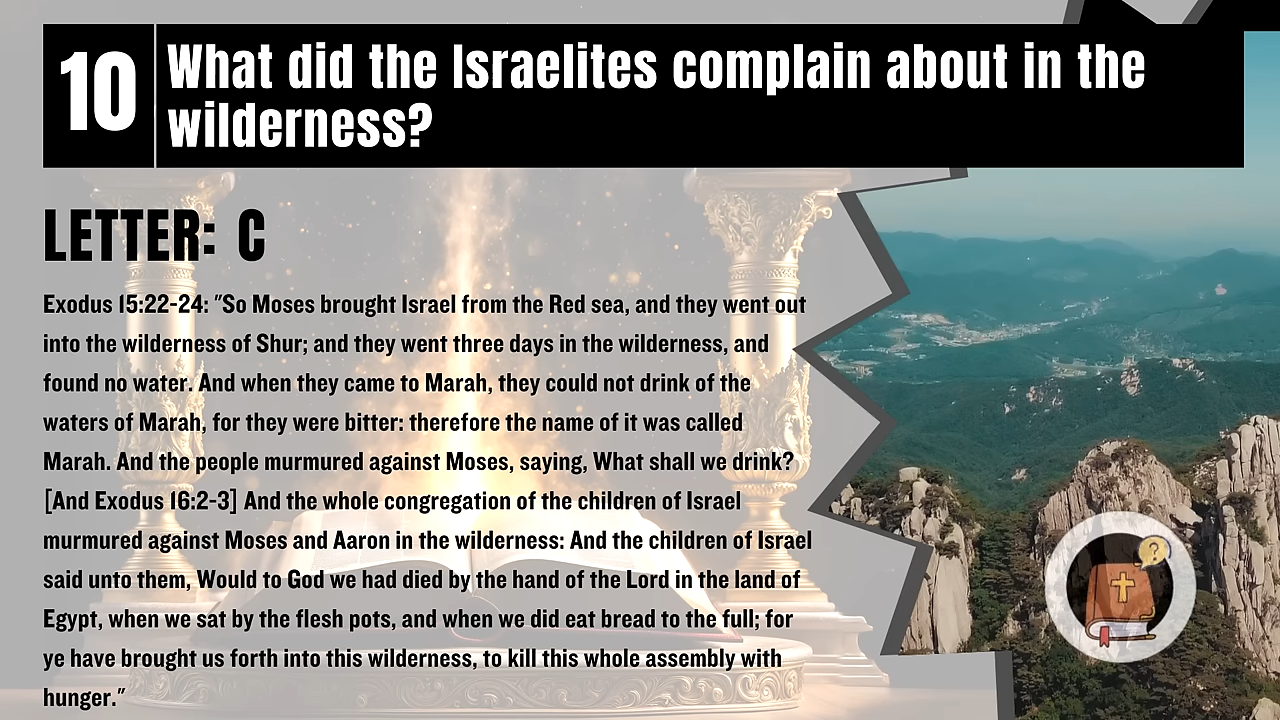 10
What did the Israelites complain about in the
wilderness?
LETTER: C
Exodus 15:22-24: "So Moses brought Israel from the Red sea, and they went out
into the wilderness of Shur; and they went three days in the wilderness, and
found no water. And when they came to Marah, they could not drink of the
waters of Marah, for they were bitter: therefore the name of it was called
Marah. And the people murmured against Moses, saying, What shall we drink?
[And Exodus 16:2-3] And the whole congregation of the children of Israel
murmured against Moses and Aaron in the wilderness: And the children of Israel
said unto them, Would to God we had died by the hand of the Lord in the land of
Egypt, when we sat by the flesh pots, and when we did eat bread to the full; for
ye have brought us forth into this wilderness, to kill this whole assembly with
hunger."
?